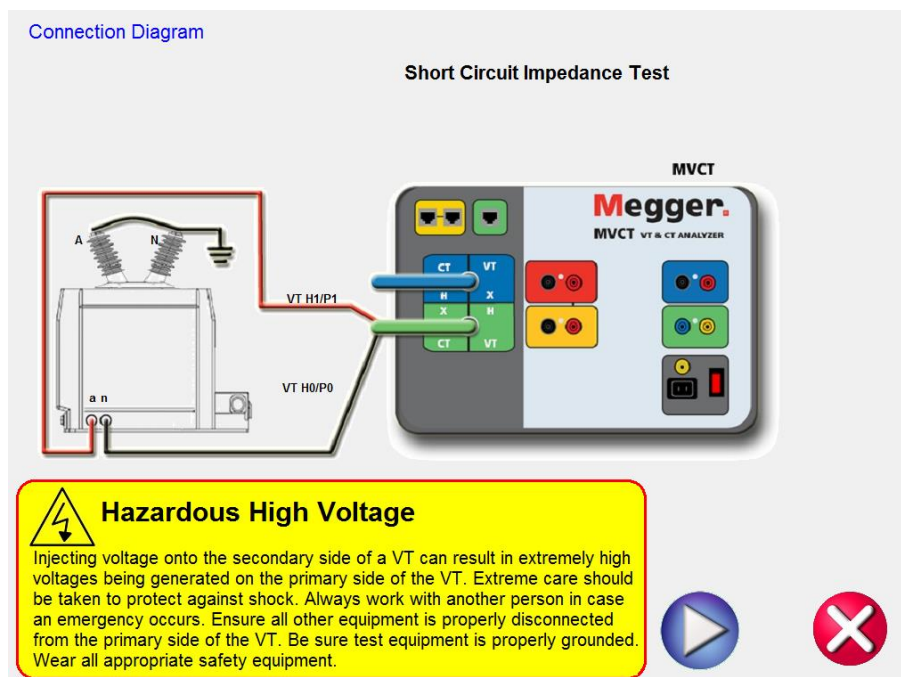 Connection Diagram
Short Circuit Impedance Test
MVCT
Megger.
MVCT VT & CT ANALYZER
A
N
CT VT
H X
X H
CT VT
VT H1/P1
VT H0/P0
a n
Hazardous High Voltage
Injecting voltage onto the secondary side of a VT can result in extremely high
voltages being generated on the primary side of the VT. Extreme care should
be taken to protect against shock. Always work with another person in case
an emergency occurs. Ensure all other equipment is properly disconnected
from the primary side of the VT. Be sure test equipment is properly grounded.
Wear all appropriate safety equipment.